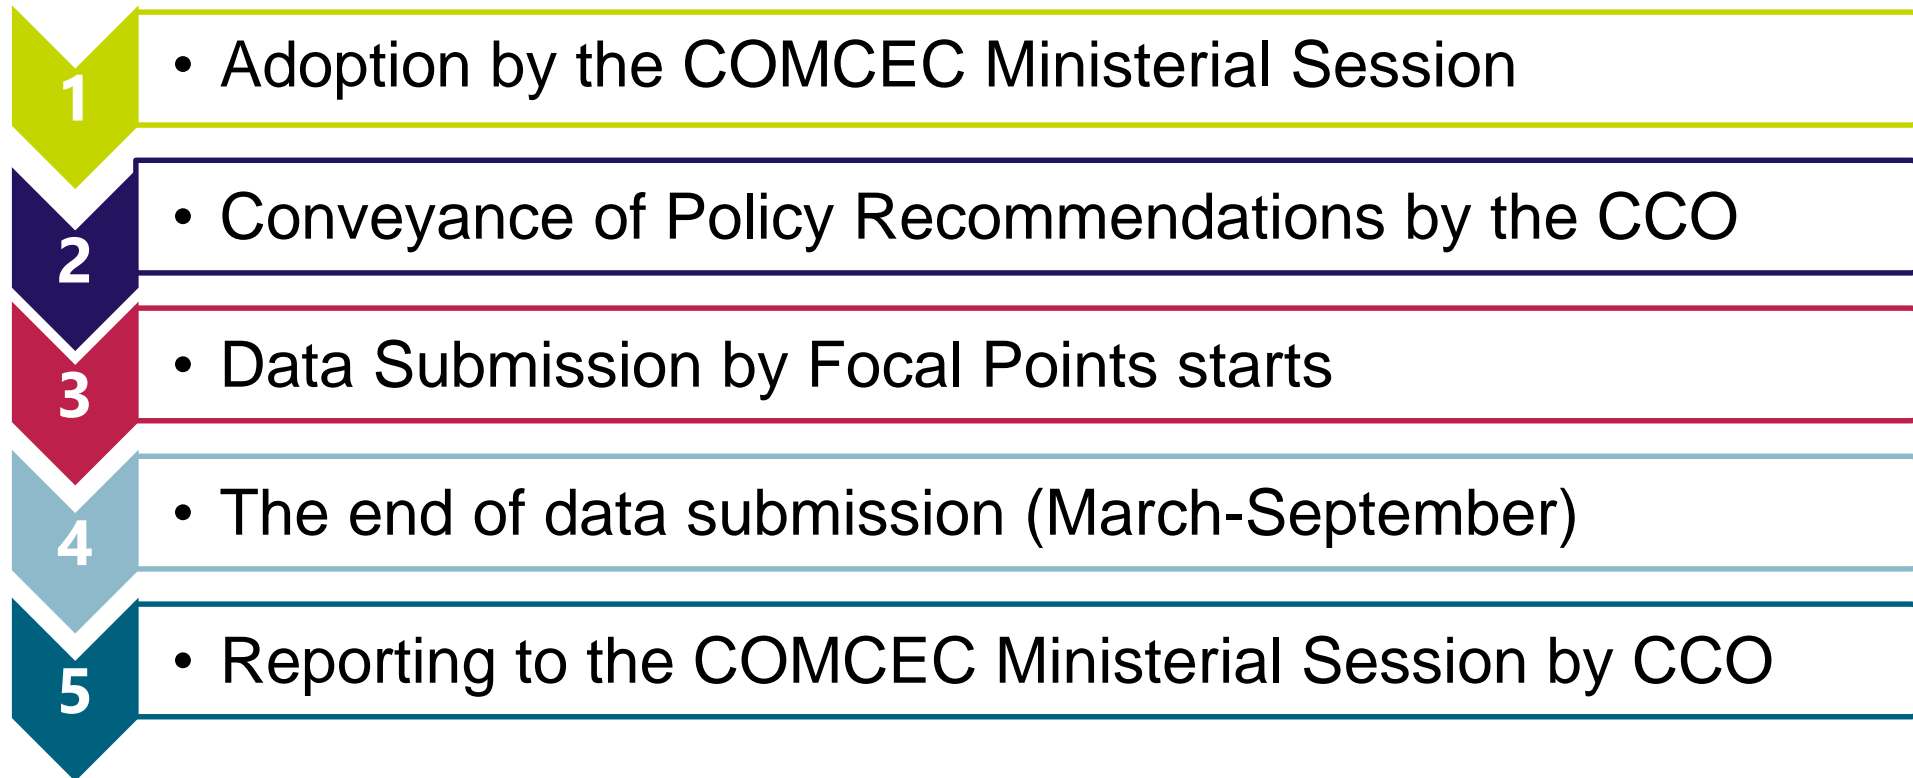 1
• Adoption by the COMCEC Ministerial Session
2
• Conveyance of Policy Recommendations by the CCO
3
• Data Submission by Focal Points starts
4
• The end of data submission (March-September)
5
• Reporting to the COMCEC Ministerial Session by CCO